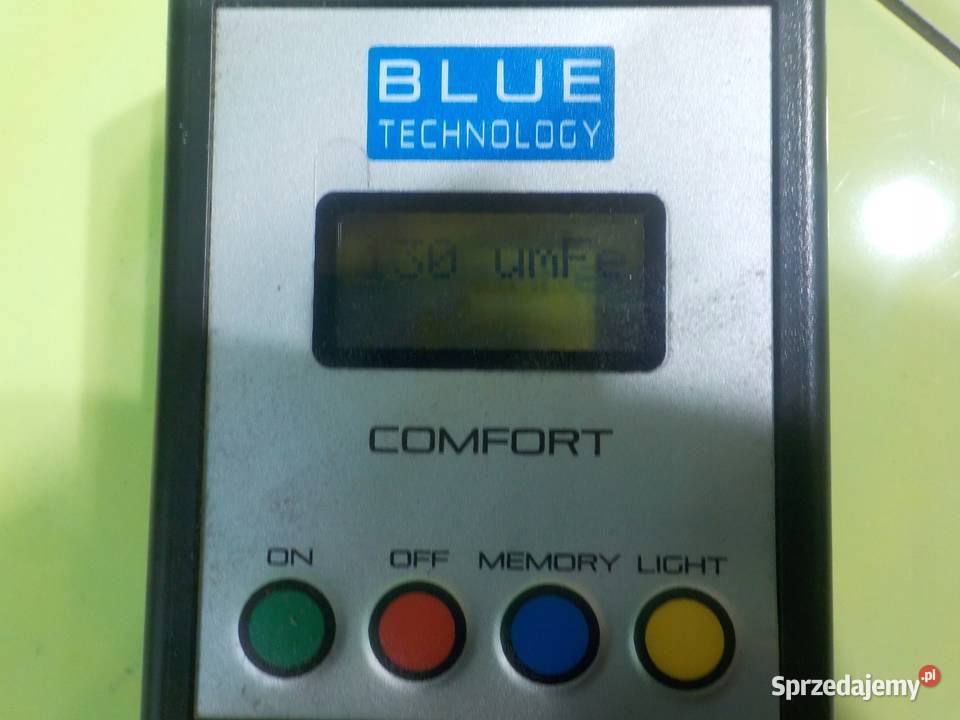 BLUE
TECHNOLOGY
130 umFe
COMFORT
ON OFF MEMORY LIGHT
Sprzedajemy.pl